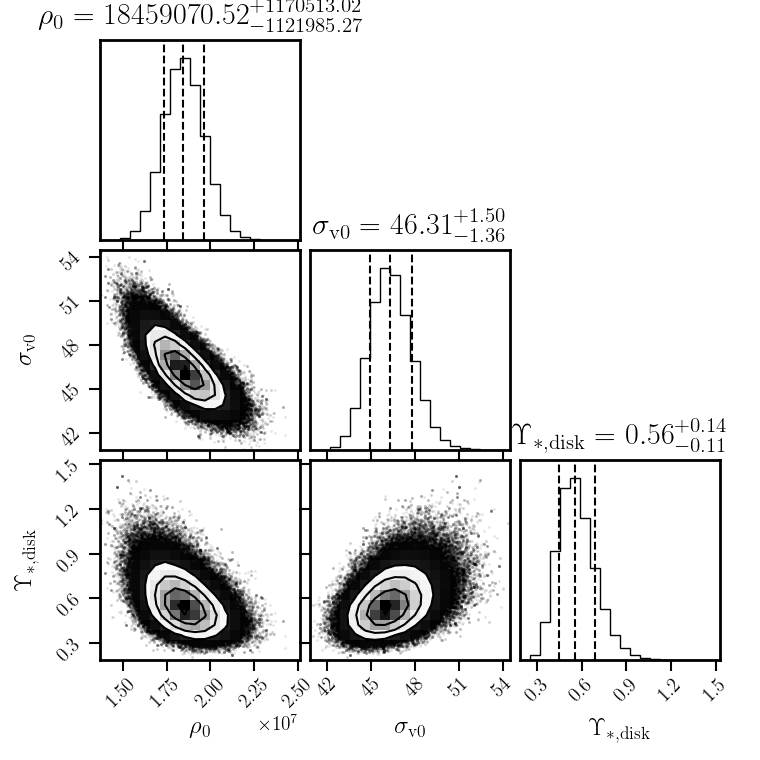 ρ₀ = 18459070.52⁺¹¹⁷⁰⁵¹³·⁰²₋₁₁₂₁₉₈₅.₂₇
σᵥ₀ = 46.31⁺¹·⁵⁰₋₁.₃₆
54
51
48
45
42
σᵥ₀
ϒ∗,disk = 0.56⁺⁰·¹⁴₋₀.₁₁
1.5
1.2
0.9
0.6
0.3
ϒ∗,disk
1.50 1.75 2.00 2.25 2.50 42 45 48 51 54 0.3 0.6 0.9 1.2 1.5
×10⁷
ρ₀ σᵥ₀ ϒ∗,disk